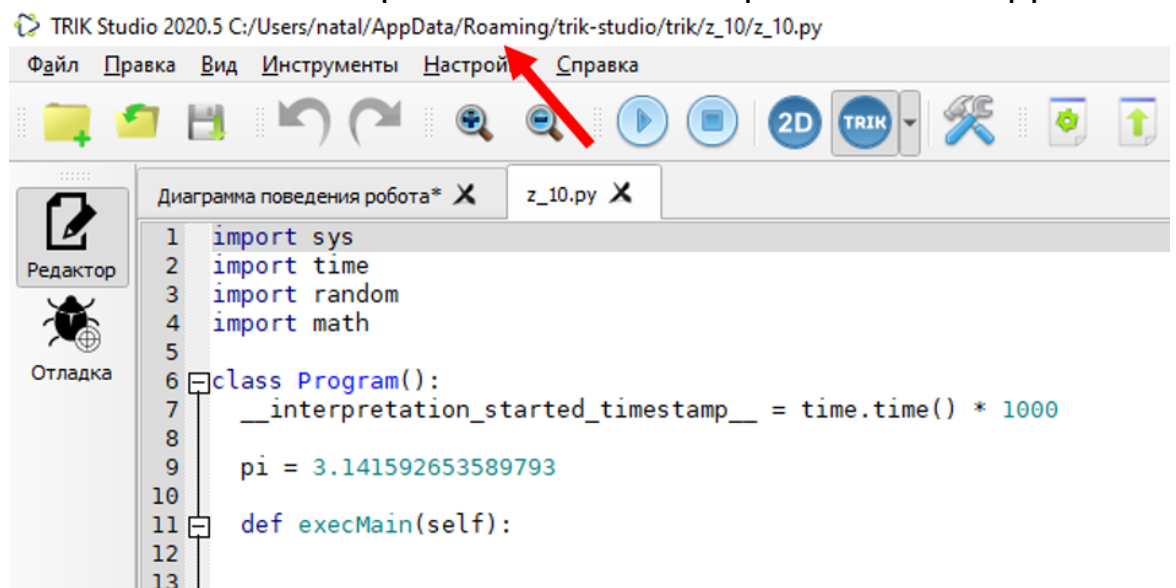 TRIK Studio 2020.5 C:/Users/natal/AppData/Roaming/trik-studio/trik/z_10/z_10.py
Файл Правка Вид Инструменты Настрой Справка
2D TRIK
Диаграмма поведения робота* X z_10.py X
Редактор
Отладка
1 import sys
2 import time
3 import random
4 import math
5
6 class Program():
7 __interpretation_started_timestamp__ = time.time() * 1000
8
9 pi = 3.141592653589793
10
11 def execMain(self):
12
13